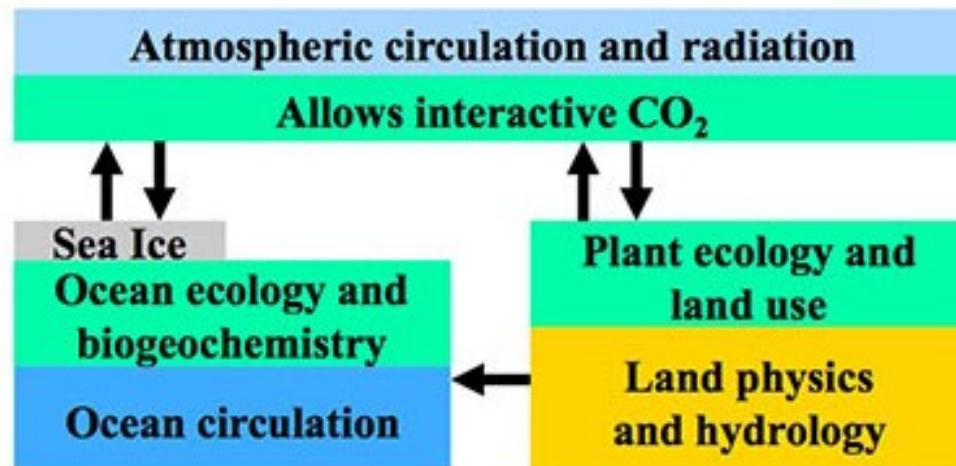 Atmospheric circulation and radiation
Allows interactive CO₂
Sea Ice
Ocean ecology and
biogeochemistry
Ocean circulation
Plant ecology and
land use
Land physics
and hydrology